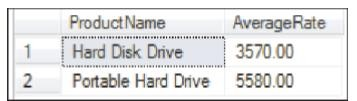 ProductName AverageRate
1 Hard Disk Drive 3570.00
2 Portable Hard Drive 5580.00